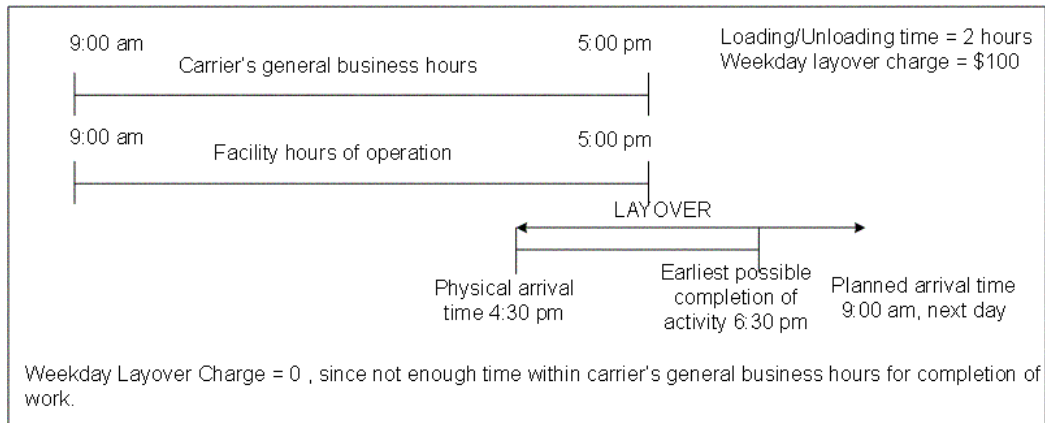 9:00 am
5:00 pm
Loading/Unloading time = 2 hours
Weekday layover charge = $100
Carrier's general business hours
9:00 am
5:00 pm
Facility hours of operation
LAYOVER
Physical arrival
time 4:30 pm
Earliest possible
completion of
activity 6:30 pm
Planned arrival time
9:00 am, next day
Weekday Layover Charge = 0 , since not enough time within carrier's general business hours for completion of
work.